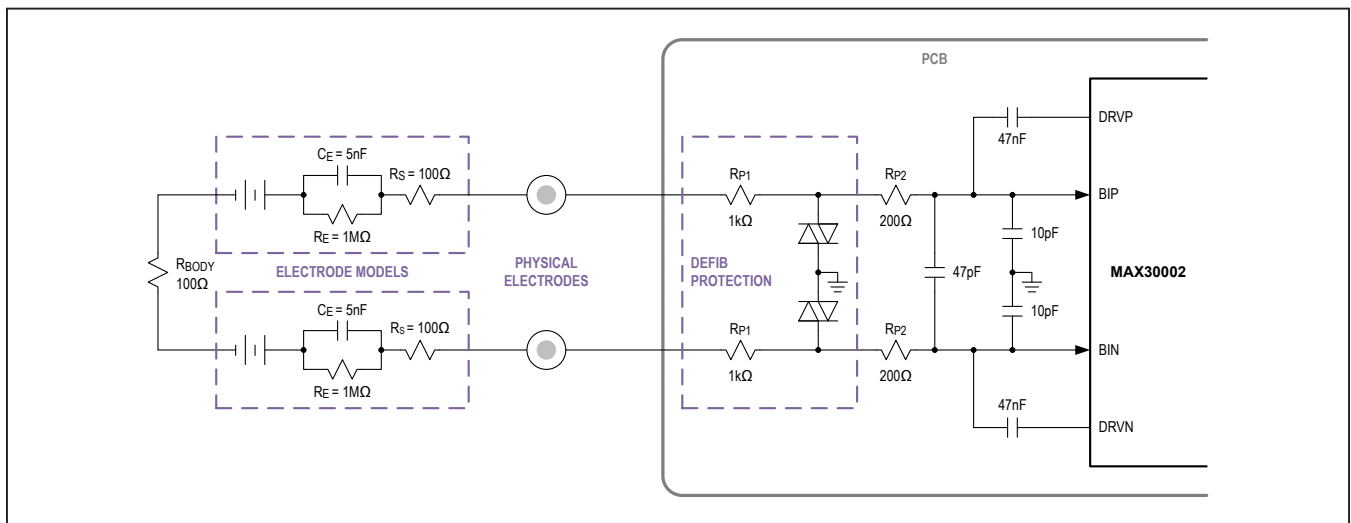 PCB
DRVP
47nF
CE = 5nF
RS = 100Ω
RP1
RP2
BIP
1kΩ
200Ω
10pF
RE = 1MΩ
RBODY
100Ω
ELECTRODE MODELS
PHYSICAL
ELECTRODES
DEFIB
PROTECTION
47pF
MAX30002
CE = 5nF
RS = 100Ω
RP1
RP2
10pF
BIN
1kΩ
200Ω
RE = 1MΩ
47nF
DRVN